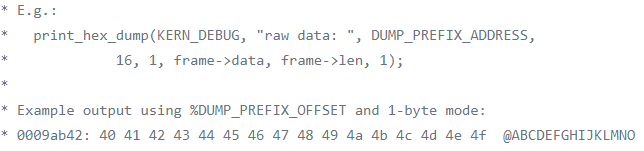 * E.g.:
*   print_hex_dump(KERN_DEBUG, "raw data: ", DUMP_PREFIX_ADDRESS,
*            16, 1, frame->data, frame->len, 1);
*
* Example output using %DUMP_PREFIX_OFFSET and 1-byte mode:
* 0009ab42: 40 41 42 43 44 45 46 47 48 49 4a 4b 4c 4d 4e 4f  @ABCDEFGHIJKLMNO